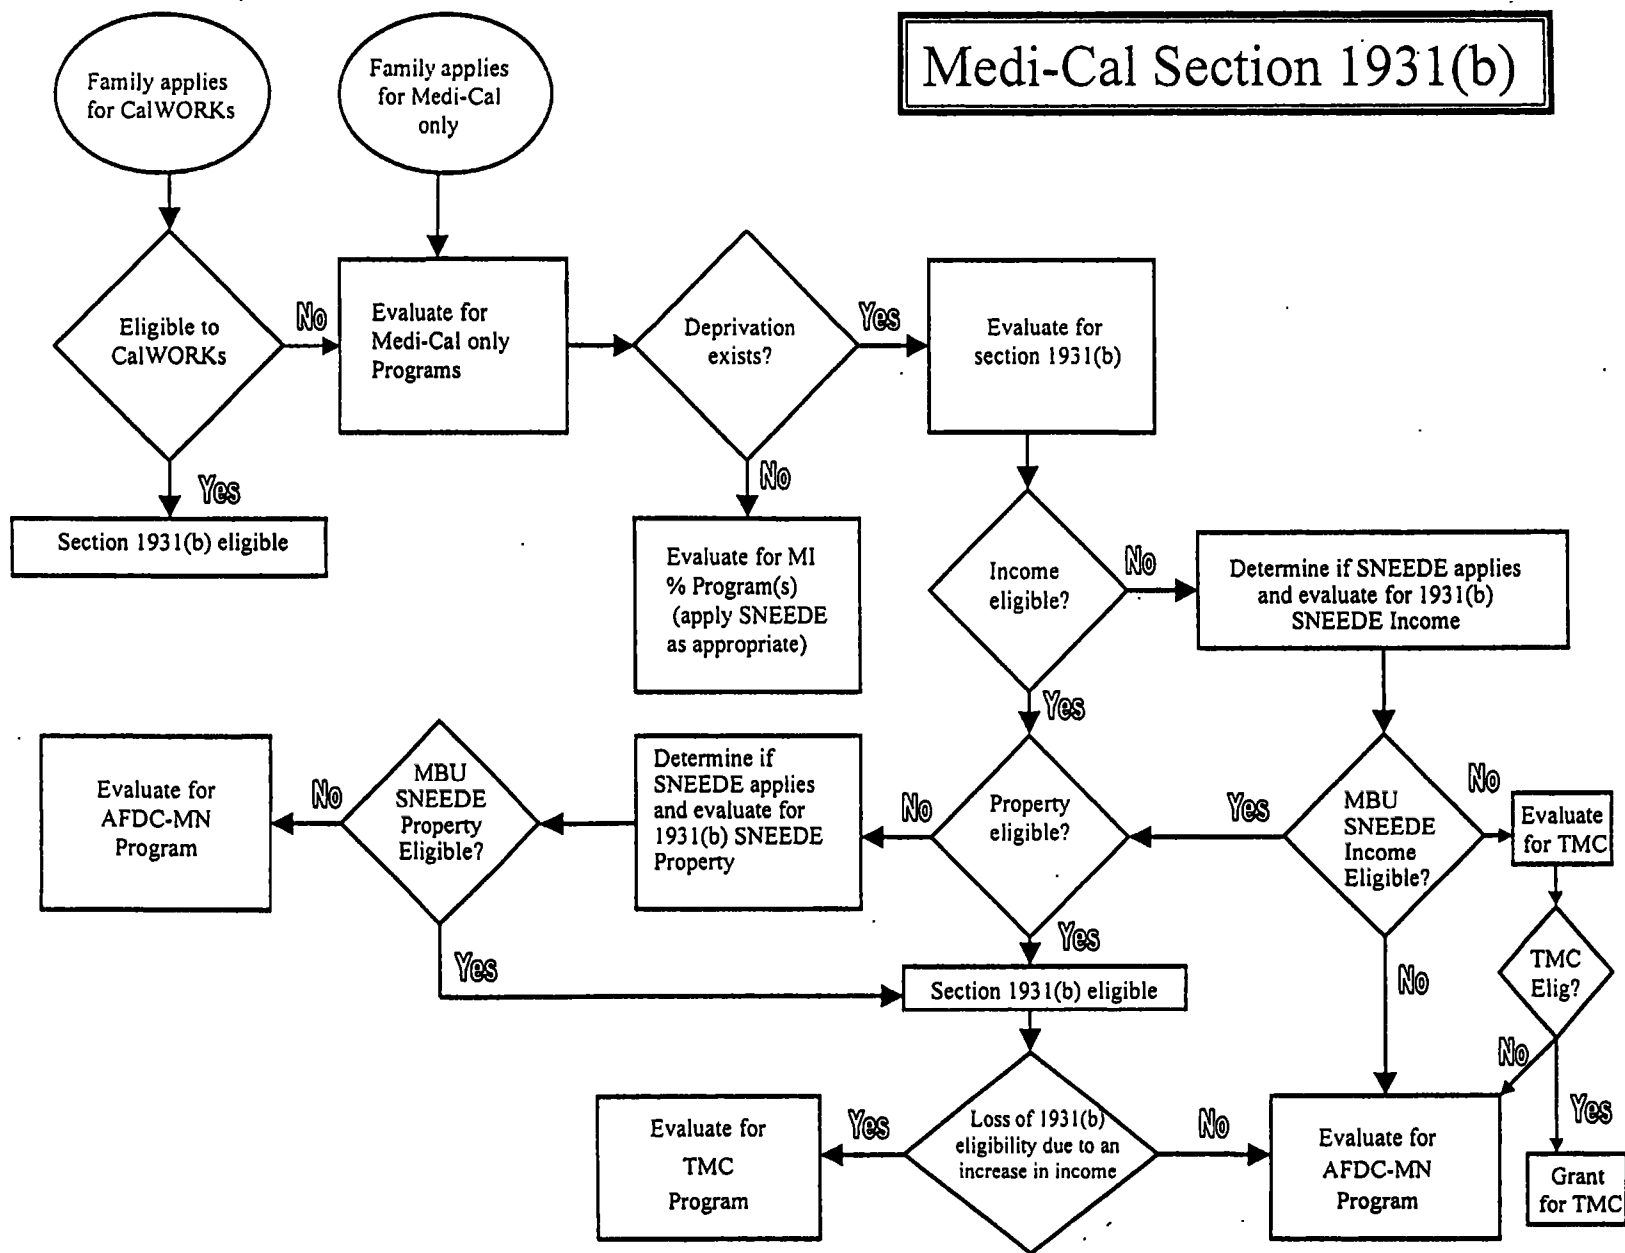 Medi-Cal Section 1931(b)
Family applies
for CalWORKs
Family applies
for Medi-Cal
only
Eligible to
CalWORKs
No
Evaluate for
Medi-Cal only
Programs
Deprivation
exists?
Yes
Evaluate for
section 1931(b)
Yes
Section 1931(b) eligible
No
Evaluate for MI
% Program(s)
(apply SNEEDE
as appropriate)
Income
eligible?
No
Determine if SNEEDE applies
and evaluate for 1931(b)
SNEEDE Income
Yes
Evaluate for
AFDC-MN
Program
No
MBU
SNEEDE
Property
Eligible?
Determine if
SNEEDE applies
and evaluate for
1931(b) SNEEDE
Property
No
Property
eligible?
Yes
MBU
SNEEDE
Income
Eligible?
No
Evaluate
for TMC
Yes
Yes
Section 1931(b) eligible
No
TMC
Elig?
No
Yes
Evaluate for
TMC
Program
Yes
Loss of 1931(b)
eligibility due to an
increase in income
No
Evaluate for
AFDC-MN
Program
Grant
for TMC